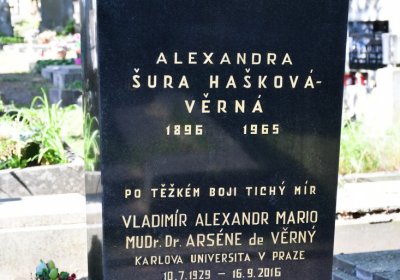 ALEXANDRA
ŠURA HAŠKOVÁ-
VĚRNÁ
1896 1965
PO TĚŽKÉM BOJI TICHÝ MÍR
VLADIMÍR ALEXANDR MARIO
MUDr. Dr. ARSÉNE de VĚRNÝ
KARLOVA UNIVERSITA V PRAZE
10.7.1929 - 16.9.2016